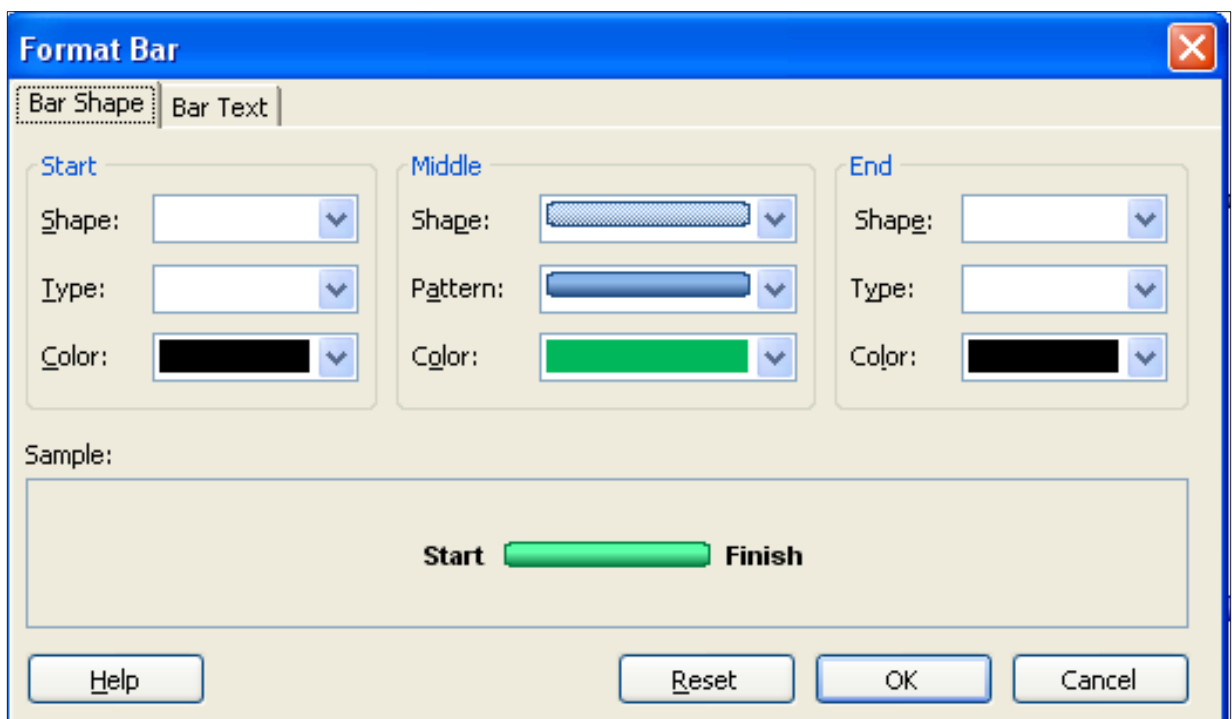 Format Bar
Bar Shape Bar Text
Start Middle End
Shape: Shape: Shape:
Type: Pattern: Type:
Color: Color: Color:
Sample:
Start Finish
Help Reset OK Cancel